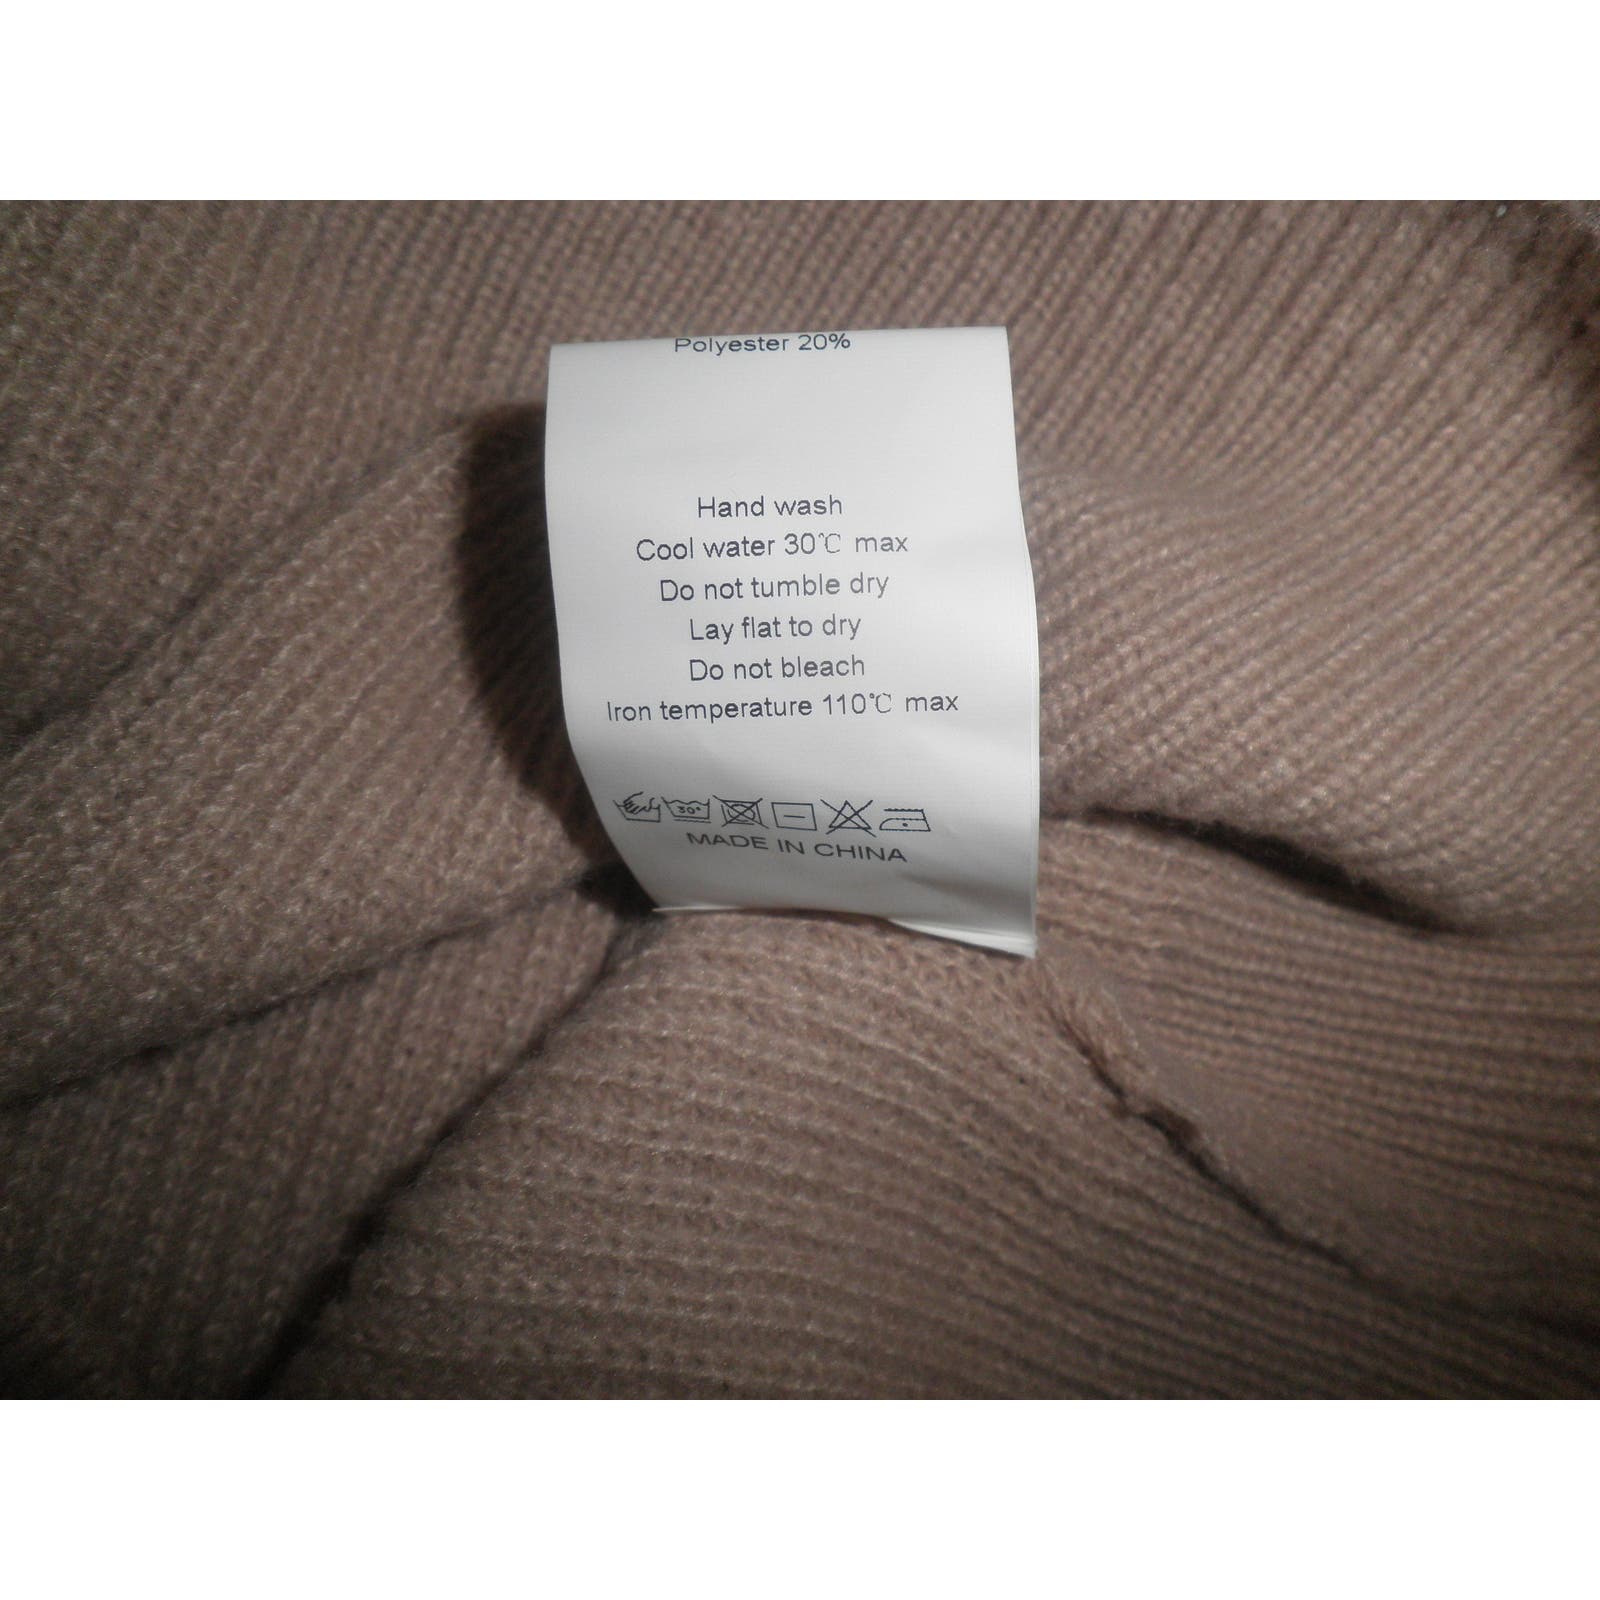 Polyester 20%
Hand wash
Cool water 30℃ max
Do not tumble dry
Lay flat to dry
Do not bleach
Iron temperature 110℃ max
30°
MADE IN CHINA